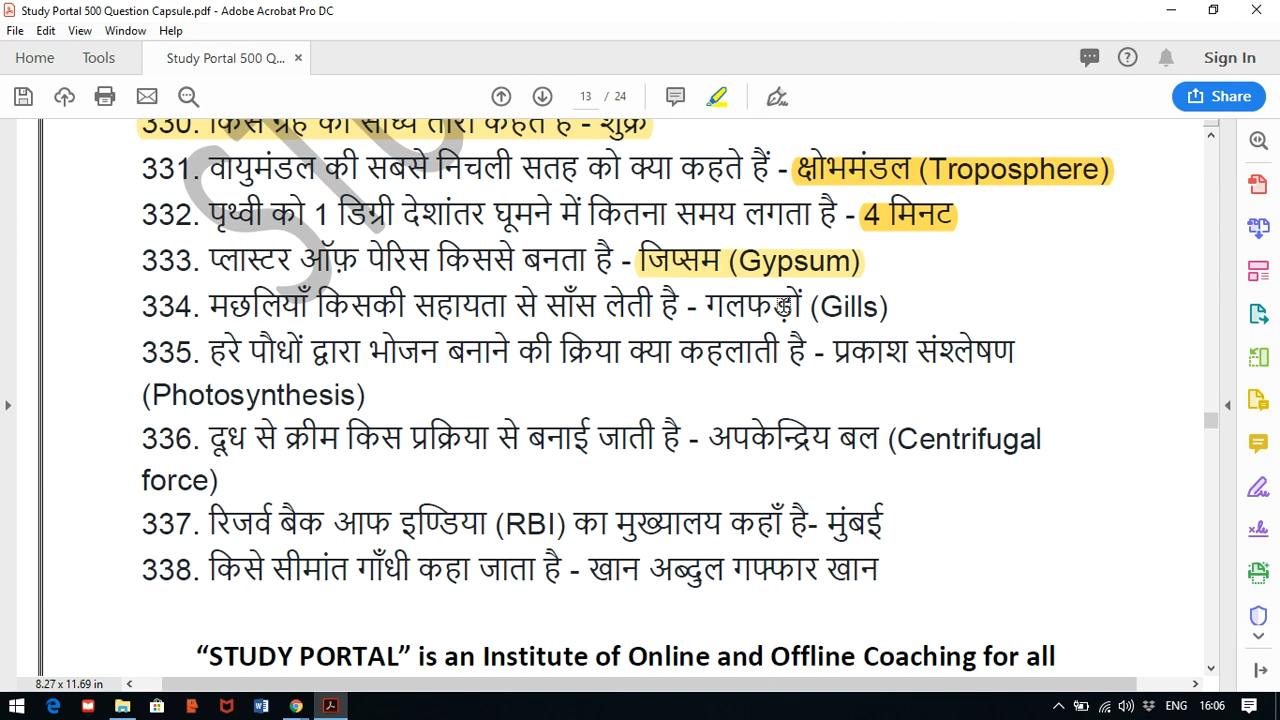 Study Portal 500 Question Capsule.pdf - Adobe Acrobat Pro DC
File Edit View Window Help
Home Tools Study Portal 500 Q... Sign In
13 / 24 Share
330. किस ग्रह को सांध्य तारा कहते हैं - शुक्र
331. वायुमंडल की सबसे निचली सतह को क्या कहते हैं - क्षोभमंडल (Troposphere)
332. पृथ्वी को 1 डिग्री देशांतर घूमने में कितना समय लगता है - 4 मिनट
333. प्लास्टर ऑफ़ पेरिस किससे बनता है - जिप्सम (Gypsum)
334. मछलियाँ किसकी सहायता से साँस लेती है - गलफड़ों (Gills)
335. हरे पौधों द्वारा भोजन बनाने की क्रिया क्या कहलाती है - प्रकाश संश्लेषण
(Photosynthesis)
336. दूध से क्रीम किस प्रक्रिया से बनाई जाती है - अपकेन्द्रिय बल (Centrifugal
force)
337. रिजर्व बैक आफ इण्डिया (RBI) का मुख्यालय कहाँ है- मुंबई
338. किसे सीमांत गाँधी कहा जाता है - खान अब्दुल गफ्फार खान
“STUDY PORTAL” is an Institute of Online and Offline Coaching for all
8.27 x 11.69 in
ENG 16:06